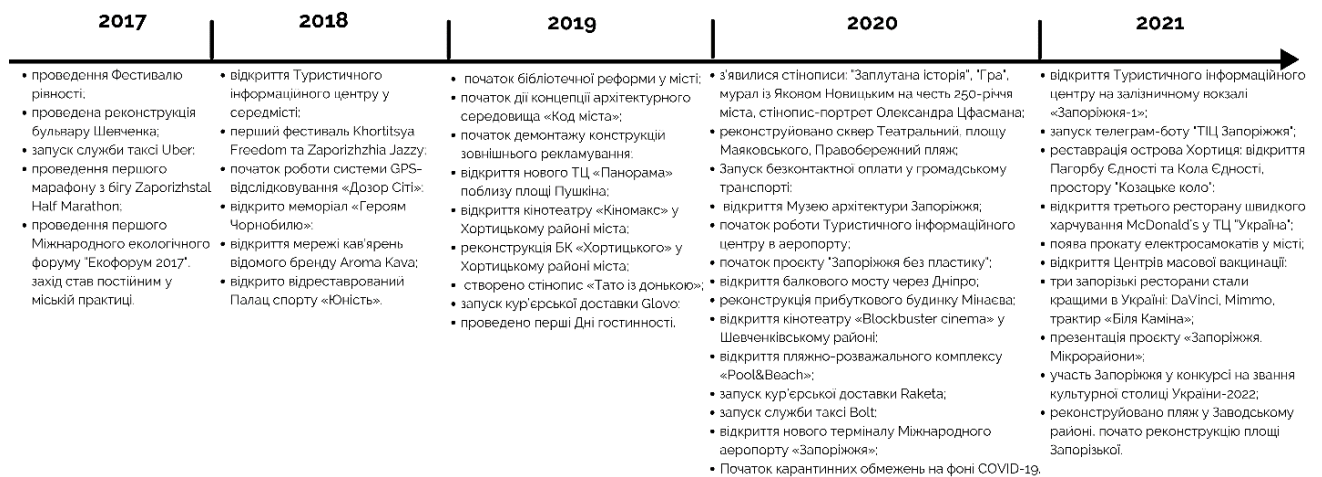 2017
• проведення Фестивалю
рівності;
• проведена реконструкція
бульвару Шевченка;
• запуск служби таксі Uber;
• проведення першого
марафону з бігу Zaporizhstal
Half Marathon;
• проведення першого
Міжнародного екологічного
форуму "Екофорум 2017".
захід став постійним у
міській практиці.
2018
• відкриття Туристичного
інформаційного центру у
середмісті;
• перший фестиваль Khortitsya
Freedom та Zaporizhzhia Jazzy;
• початок роботи системи GPS-
відслідковування «Дозор Сіті»;
• відкрито меморіал «Героям
Чорнобилю»;
• відкриття мережі кав'ярень
відомого бренду Aroma Kava;
• відкрито відреставрований
Палац спорту «Юність».
2019
• початок бібліотечної реформи у місті;
• початок дії концепції архітектурного
середовища «Код міста»;
• початок демонтажу конструкцій
зовнішнього рекламування;
• відкриття нового ТЦ «Панорама»
поблизу площі Пушкіна;
• відкриття кінотеатру «Кіномакс» у
Хортицькому районі міста;
• реконструкція БК «Хортицького» у
Хортицькому районі міста;
• створено стінопис «Тато із донькою»;
• запуск кур'єрської доставки Glovo;
• проведено перші Дні гостинності.
2020
• з'явилися стінописи: "Заплутана історія", "Гра",
мурал із Яковом Новицьким на честь 250-річчя
міста, стінопис-портрет Олександра Цфасмана;
• реконструйовано сквер Театральний, площу
Маяковського, Правобережний пляж;
• Запуск безконтактної оплати у громадському
транспорті;
• відкриття Музею архітектури Запоріжжя;
• початок роботи Туристичного інформаційного
центру в аеропорту;
• початок проєкту "Запоріжжя без пластику";
• відкриття балкового мосту через Дніпро;
• реконструкція прибуткового будинку Мінаєва;
• відкриття кінотеатру «Blockbuster cinema» у
Шевченківському районі;
• відкриття пляжно-розважального комплексу
«Pool&Beach»;
• запуск кур'єрської доставки Raketa;
• запуск служби таксі Bolt;
• відкриття нового терміналу Міжнародного
аеропорту «Запоріжжя»;
• Початок карантинних обмежень на фоні COVID-19.
2021
• відкриття Туристичного інформаційного
центру на залізничному вокзалі
«Запоріжжя-1»;
• запуск телеграм-боту "ТІЦ Запоріжжя";
• реставрація острова Хортиця: відкриття
Пагорбу Єдності та Кола Єдності,
простору "Козацьке коло";
• відкриття третього ресторану швидкого
харчування McDonald's у ТЦ "Україна";
• поява прокату електросамокатів у місті;
• відкриття Центрів масової вакцинації;
• три запорізькі ресторани стали
кращими в Україні: DaVinci, Mimmo,
трактир «Біля Каміна»;
• презентація проєкту «Запоріжжя.
Мікрорайони»;
• участь Запоріжжя у конкурсі на звання
культурної столиці України-2022;
• реконструйовано пляж у Заводському
районі. почато реконструкцію площі
Запорізької.